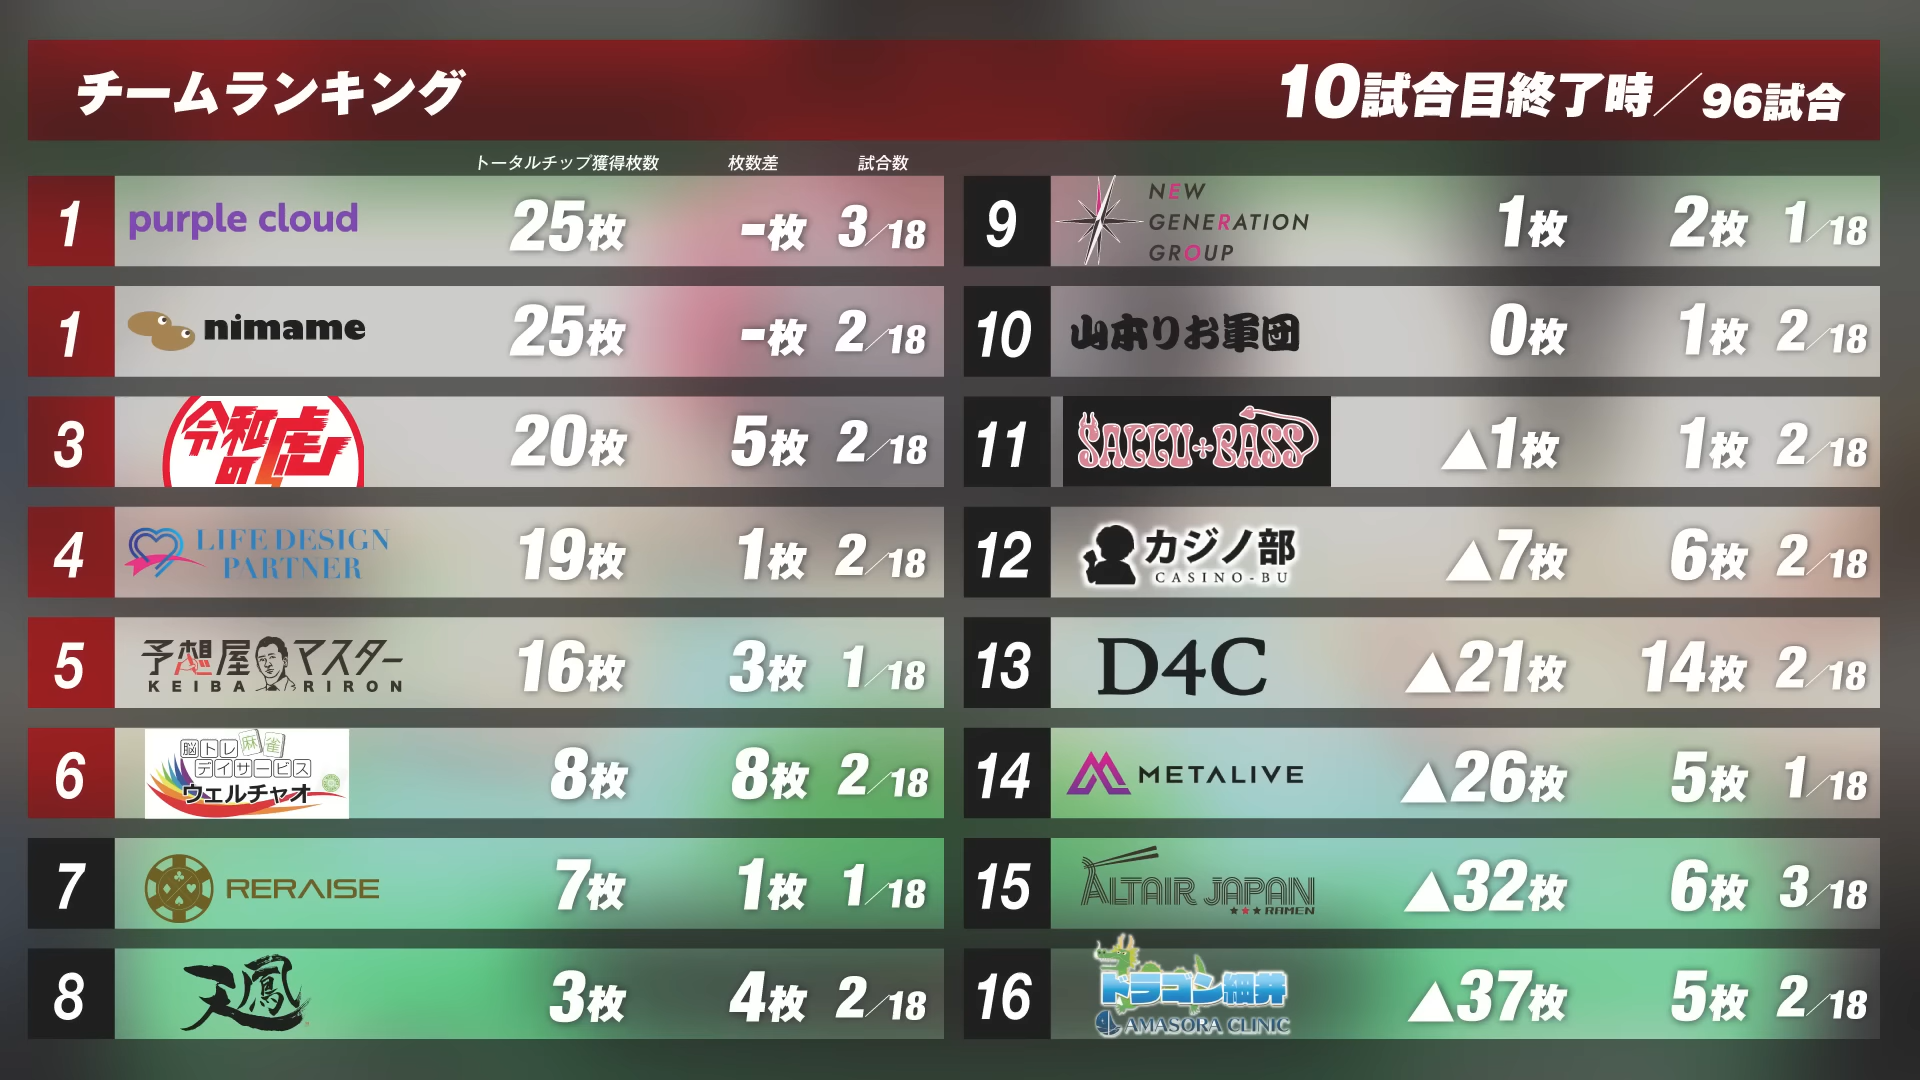 チームランキング
10試合目終了時／96試合
トータルチップ獲得枚数 枚数差 試合数
1 purple cloud 25枚 -枚 3/18
1 nimame 25枚 -枚 2/18
3 令和の虎 20枚 5枚 2/18
4 LIFE DESIGN PARTNER 19枚 1枚 2/18
5 予想屋マスター KEIBA RIRON 16枚 3枚 1/18
6 脳トレ麻雀デイサービス ウェルチャオ 8枚 8枚 2/18
7 RERAISE 7枚 1枚 1/18
8 天鳳 3枚 4枚 2/18
9 NEW GENERATION GROUP 1枚 2枚 1/18
10 山本りお軍団 0枚 1枚 2/18
11 SACCU+BASS ▲1枚 1枚 2/18
12 カジノ部 CASINO-BU ▲7枚 6枚 2/18
13 D4C ▲21枚 14枚 2/18
14 METALIVE ▲26枚 5枚 1/18
15 ALTAIR JAPAN ★★★RAMEN ▲32枚 6枚 3/18
16 ドラゴン細井 AMASORA CLINIC ▲37枚 5枚 2/18